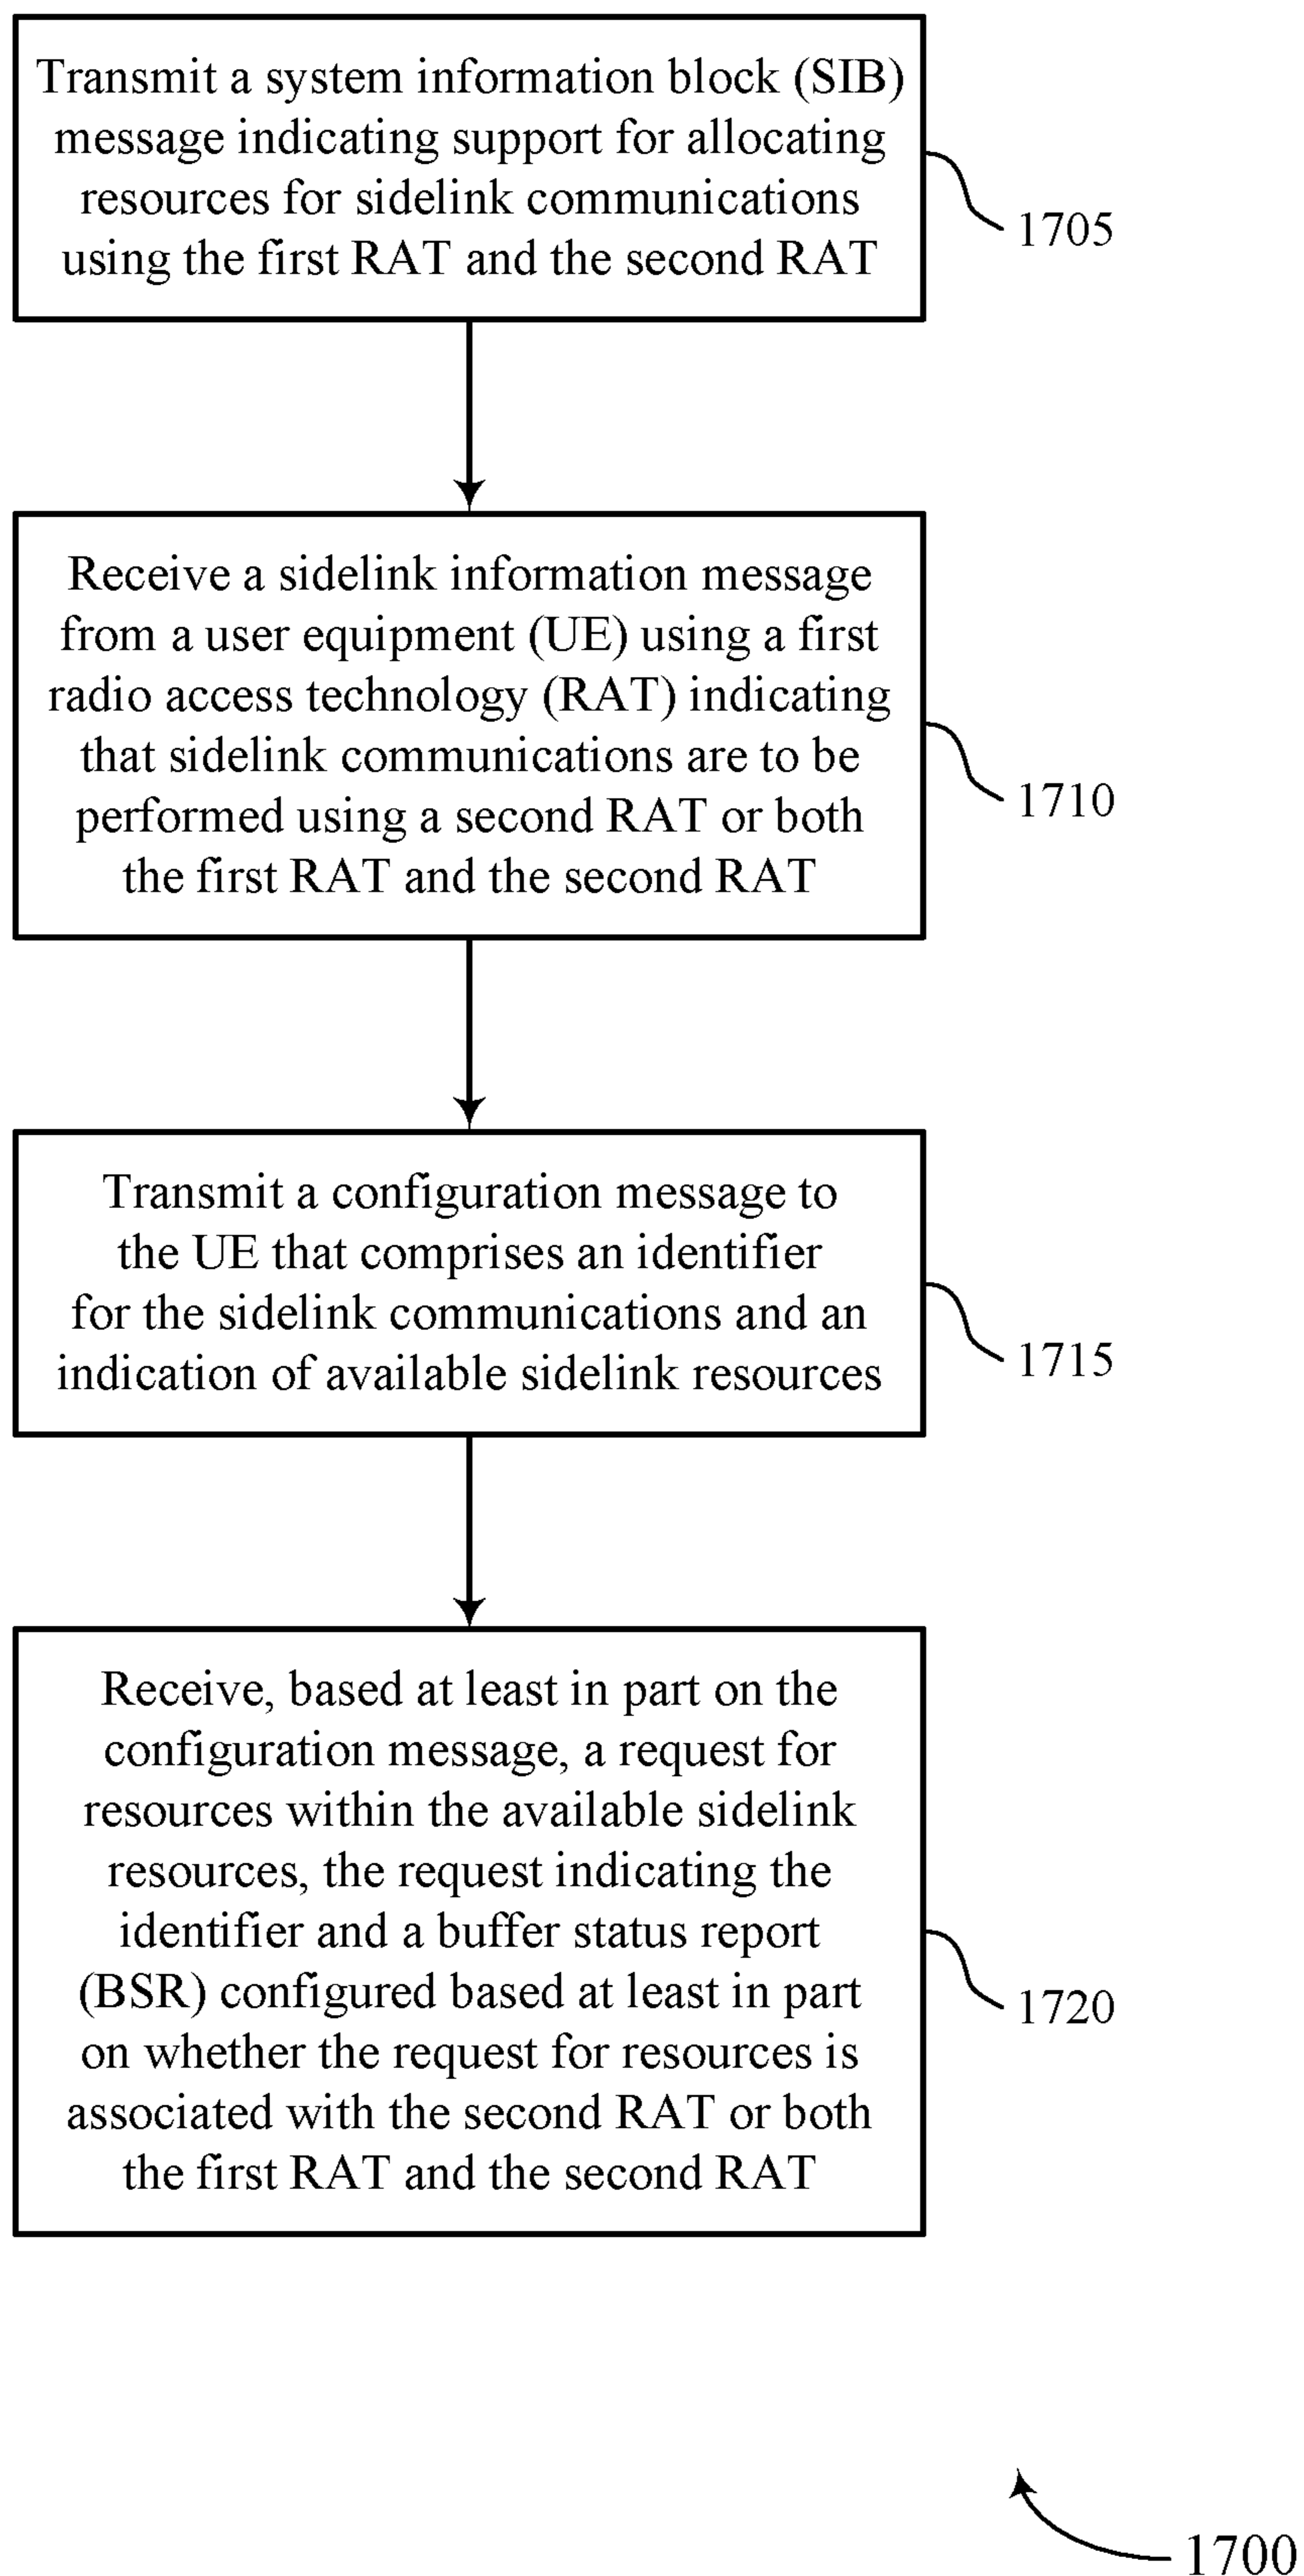 Transmit a system information block (SIB)
message indicating support for allocating
resources for sidelink communications
using the first RAT and the second RAT
1705
Receive a sidelink information message
from a user equipment (UE) using a first
radio access technology (RAT) indicating
that sidelink communications are to be
performed using a second RAT or both
the first RAT and the second RAT
1710
Transmit a configuration message to
the UE that comprises an identifier
for the sidelink communications and an
indication of available sidelink resources
1715
Receive, based at least in part on the
configuration message, a request for
resources within the available sidelink
resources, the request indicating the
identifier and a buffer status report
(BSR) configured based at least in part
on whether the request for resources is
associated with the second RAT or both
the first RAT and the second RAT
1720
1700